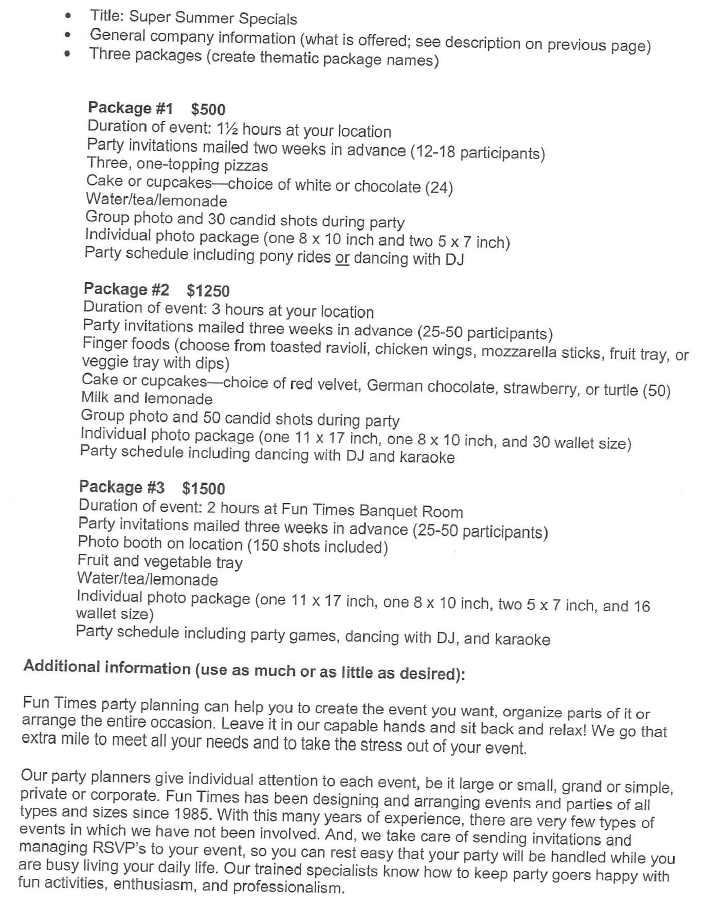 • Title: Super Summer Specials
• General company information (what is offered; see description on previous page)
• Three packages (create thematic package names)
Package #1 $500
Duration of event: 1½ hours at your location
Party invitations mailed two weeks in advance (12-18 participants)
Three, one-topping pizzas
Cake or cupcakes—choice of white or chocolate (24)
Water/tea/lemonade
Group photo and 30 candid shots during party
Individual photo package (one 8 x 10 inch and two 5 x 7 inch)
Party schedule including pony rides or dancing with DJ
Package #2 $1250
Duration of event: 3 hours at your location
Party invitations mailed three weeks in advance (25-50 participants)
Finger foods (choose from toasted ravioli, chicken wings, mozzarella sticks, fruit tray, or
veggie tray with dips)
Cake or cupcakes—choice of red velvet, German chocolate, strawberry, or turtle (50)
Milk and lemonade
Group photo and 50 candid shots during party
Individual photo package (one 11 x 17 inch, one 8 x 10 inch, and 30 wallet size)
Party schedule including dancing with DJ and karaoke
Package #3 $1500
Duration of event: 2 hours at Fun Times Banquet Room
Party invitations mailed three weeks in advance (25-50 participants)
Photo booth on location (150 shots included)
Fruit and vegetable tray
Water/tea/lemonade
Individual photo package (one 11 x 17 inch, one 8 x 10 inch, two 5 x 7 inch, and 16
wallet size)
Party schedule including party games, dancing with DJ, and karaoke
Additional information (use as much or as little as desired):
Fun Times party planning can help you to create the event you want, organize parts of it or
arrange the entire occasion. Leave it in our capable hands and sit back and relax! We go that
extra mile to meet all your needs and to take the stress out of your event.
Our party planners give individual attention to each event, be it large or small, grand or simple,
private or corporate. Fun Times has been designing and arranging events and parties of all
types and sizes since 1985. With this many years of experience, there are very few types of
events in which we have not been involved. And, we take care of sending invitations and
managing RSVP's to your event, so you can rest easy that your party will be handled while you
are busy living your daily life. Our trained specialists know how to keep party goers happy with
fun activities, enthusiasm, and professionalism.